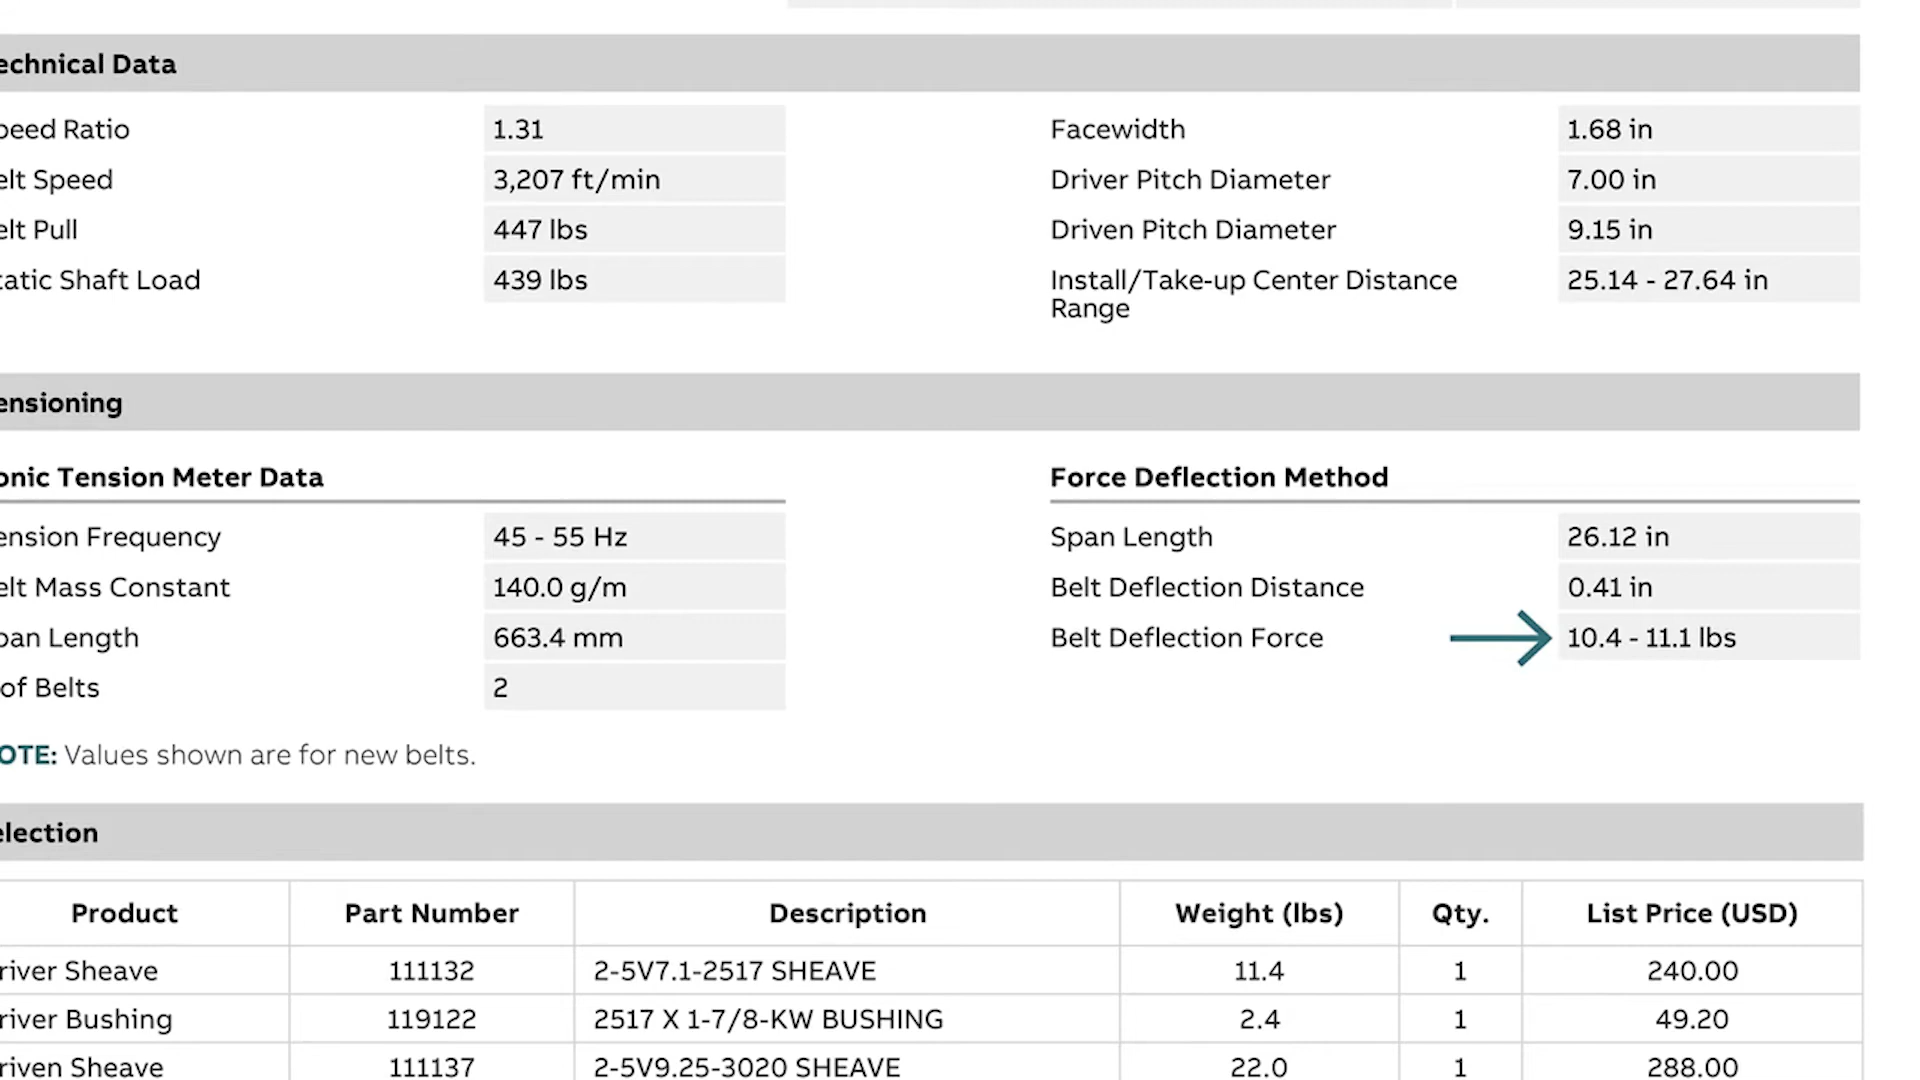 echnical Data
peed Ratio 1.31 Facewidth 1.68 in
elt Speed 3,207 ft/min Driver Pitch Diameter 7.00 in
elt Pull 447 lbs Driven Pitch Diameter 9.15 in
tatic Shaft Load 439 lbs Install/Take-up Center Distance 25.14 - 27.64 in
Range
ensioning
onic Tension Meter Data Force Deflection Method
ension Frequency 45 - 55 Hz Span Length 26.12 in
elt Mass Constant 140.0 g/m Belt Deflection Distance 0.41 in
pan Length 663.4 mm Belt Deflection Force 10.4 - 11.1 lbs
of Belts 2
OTE: Values shown are for new belts.
election
Product Part Number Description Weight (lbs) Qty. List Price (USD)
river Sheave 111132 2-5V7.1-2517 SHEAVE 11.4 1 240.00
river Bushing 119122 2517 X 1-7/8-KW BUSHING 2.4 1 49.20
riven Sheave 111137 2-5V9.25-3020 SHEAVE 22.0 1 288.00